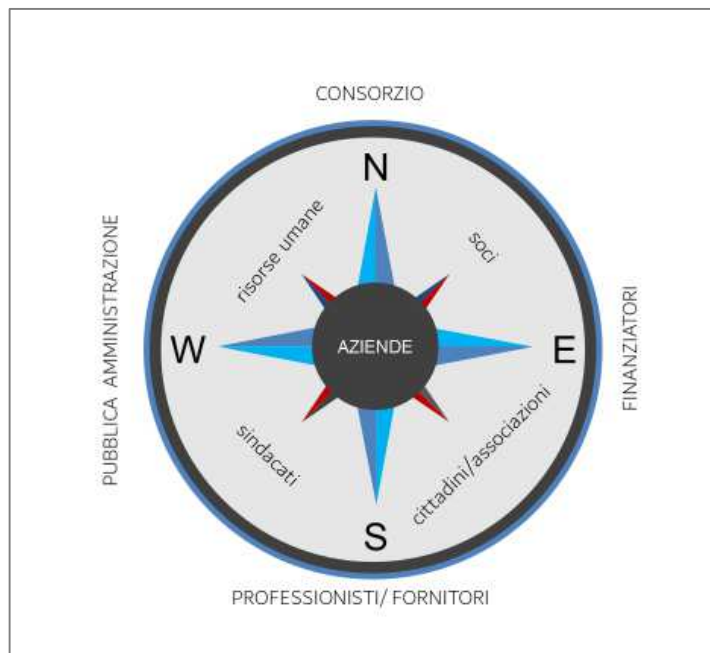 CONSORZIO
N
risorse umane
soci
PUBBLICA AMMINISTRAZIONE
W
AZIENDE
E
FINANZIATORI
sindacati
cittadini/associazioni
S
PROFESSIONISTI/ FORNITORI